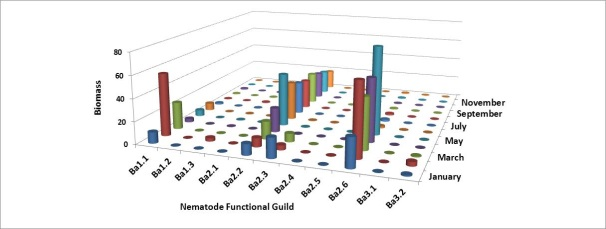 80
60
40
20
0
Biomass
Ba1.1
Ba1.2
Ba1.3
Ba2.1
Ba2.2
Ba2.3
Ba2.4
Ba2.5
Ba2.6
Ba3.1
Ba3.2
November
September
July
May
March
January
Nematode Functional Guild